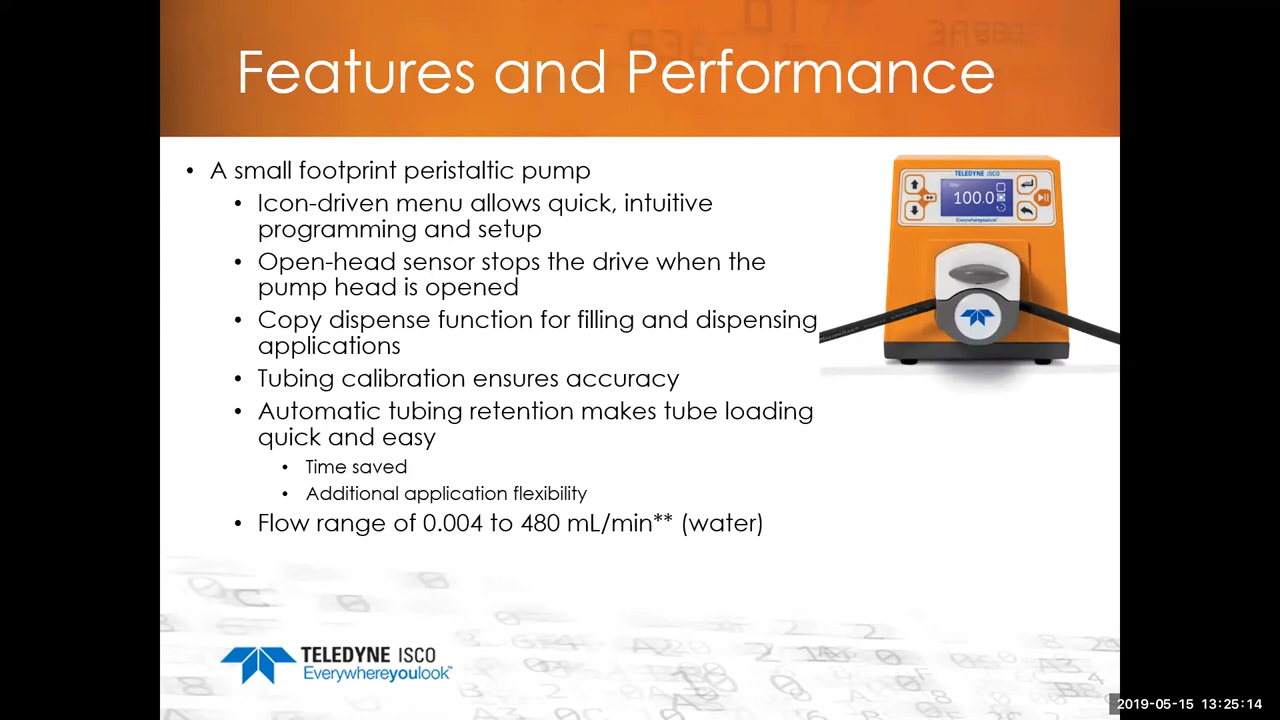 Features and Performance
• A small footprint peristaltic pump
• Icon-driven menu allows quick, intuitive
programming and setup
• Open-head sensor stops the drive when the
pump head is opened
• Copy dispense function for filling and dispensing
applications
• Tubing calibration ensures accuracy
• Automatic tubing retention makes tube loading
quick and easy
• Time saved
• Additional application flexibility
• Flow range of 0.004 to 480 mL/min** (water)
TELEDYNE ISCO
100.0
Everywhereyoulook™
TELEDYNE ISCO
Everywhereyoulook™
2019-05-15 13:25:14